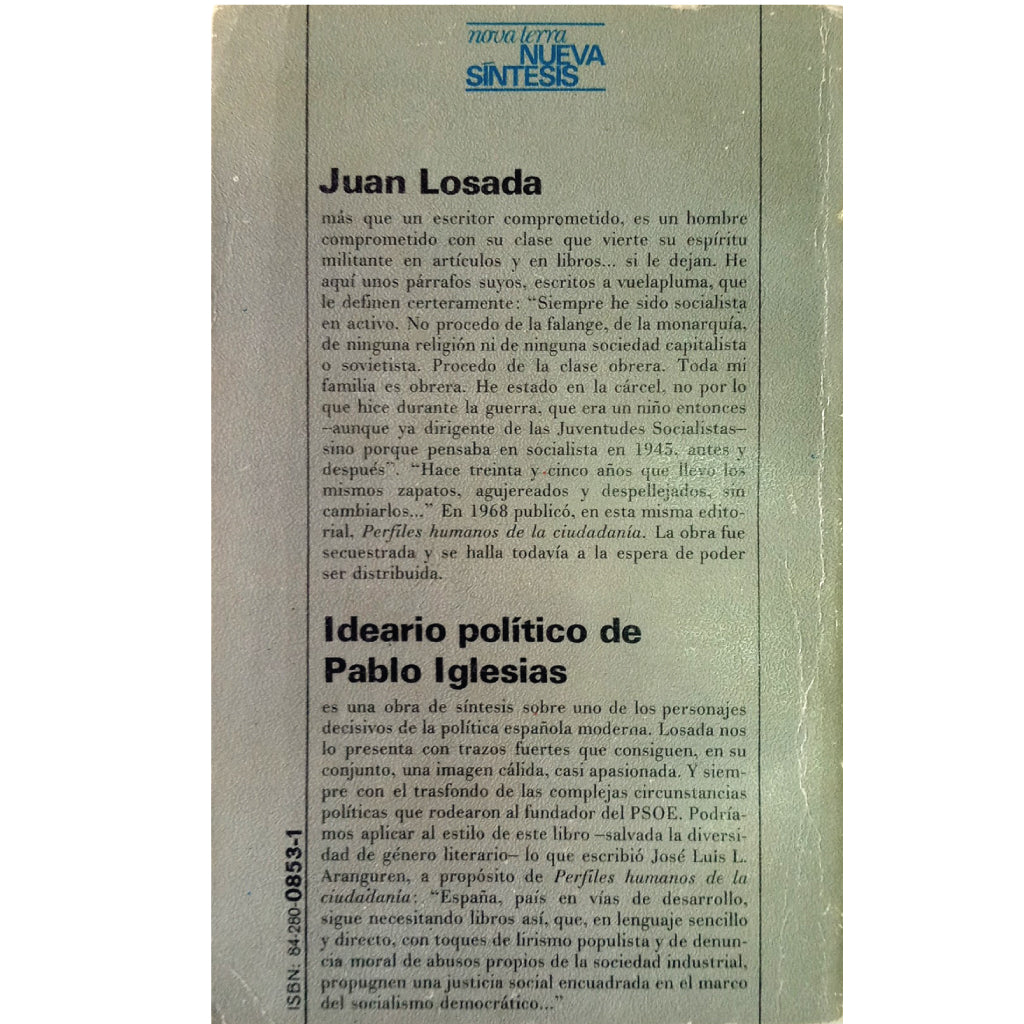 nova terra
NUEVA
SÍNTESIS
Juan Losada
más que un escritor comprometido, es un hombre
comprometido con su clase que vierte su espíritu
militante en artículos y en libros... si le dejan. He
aquí unos párrafos suyos, escritos a vuelapluma, que
le definen certeramente: “Siempre he sido socialista
en activo. No procedo de la falange, de la monarquía,
de ninguna religión ni de ninguna sociedad capitalista
o sovietista. Procedo de la clase obrera. Toda mi
familia es obrera. He estado en la cárcel, no por lo
que hice durante la guerra, que era un niño entonces
–aunque ya dirigente de las Juventudes Socialistas–
sino porque pensaba en socialista en 1945, antes y
después”. “Hace treinta y cinco años que llevo los
mismos zapatos, agujereados y despellejados, sin
cambiarlos...” En 1968 publicó, en esta misma edito-
rial, Perfiles humanos de la ciudadanía. La obra fue
secuestrada y se halla todavía a la espera de poder
ser distribuida.
Ideario político de
Pablo Iglesias
es una obra de síntesis sobre uno de los personajes
decisivos de la política española moderna. Losada nos
lo presenta con trazos fuertes que consiguen, en su
conjunto, una imagen cálida, casi apasionada. Y siem-
pre con el trasfondo de las complejas circunstancias
políticas que rodearon al fundador del PSOE. Podría-
mos aplicar al estilo de este libro –salvada la diversi-
dad de género literario– lo que escribió José Luis L.
Aranguren, a propósito de Perfiles humanos de la
ciudadanía: “España, país en vías de desarrollo,
sigue necesitando libros así, que, en lenguaje sencillo
y directo, con toques de lirismo populista y de denun-
cia moral de abusos propios de la sociedad industrial,
propugnen una justicia social encuadrada en el marco
del socialismo democrático...”
ISBN: 84-280-0853-1